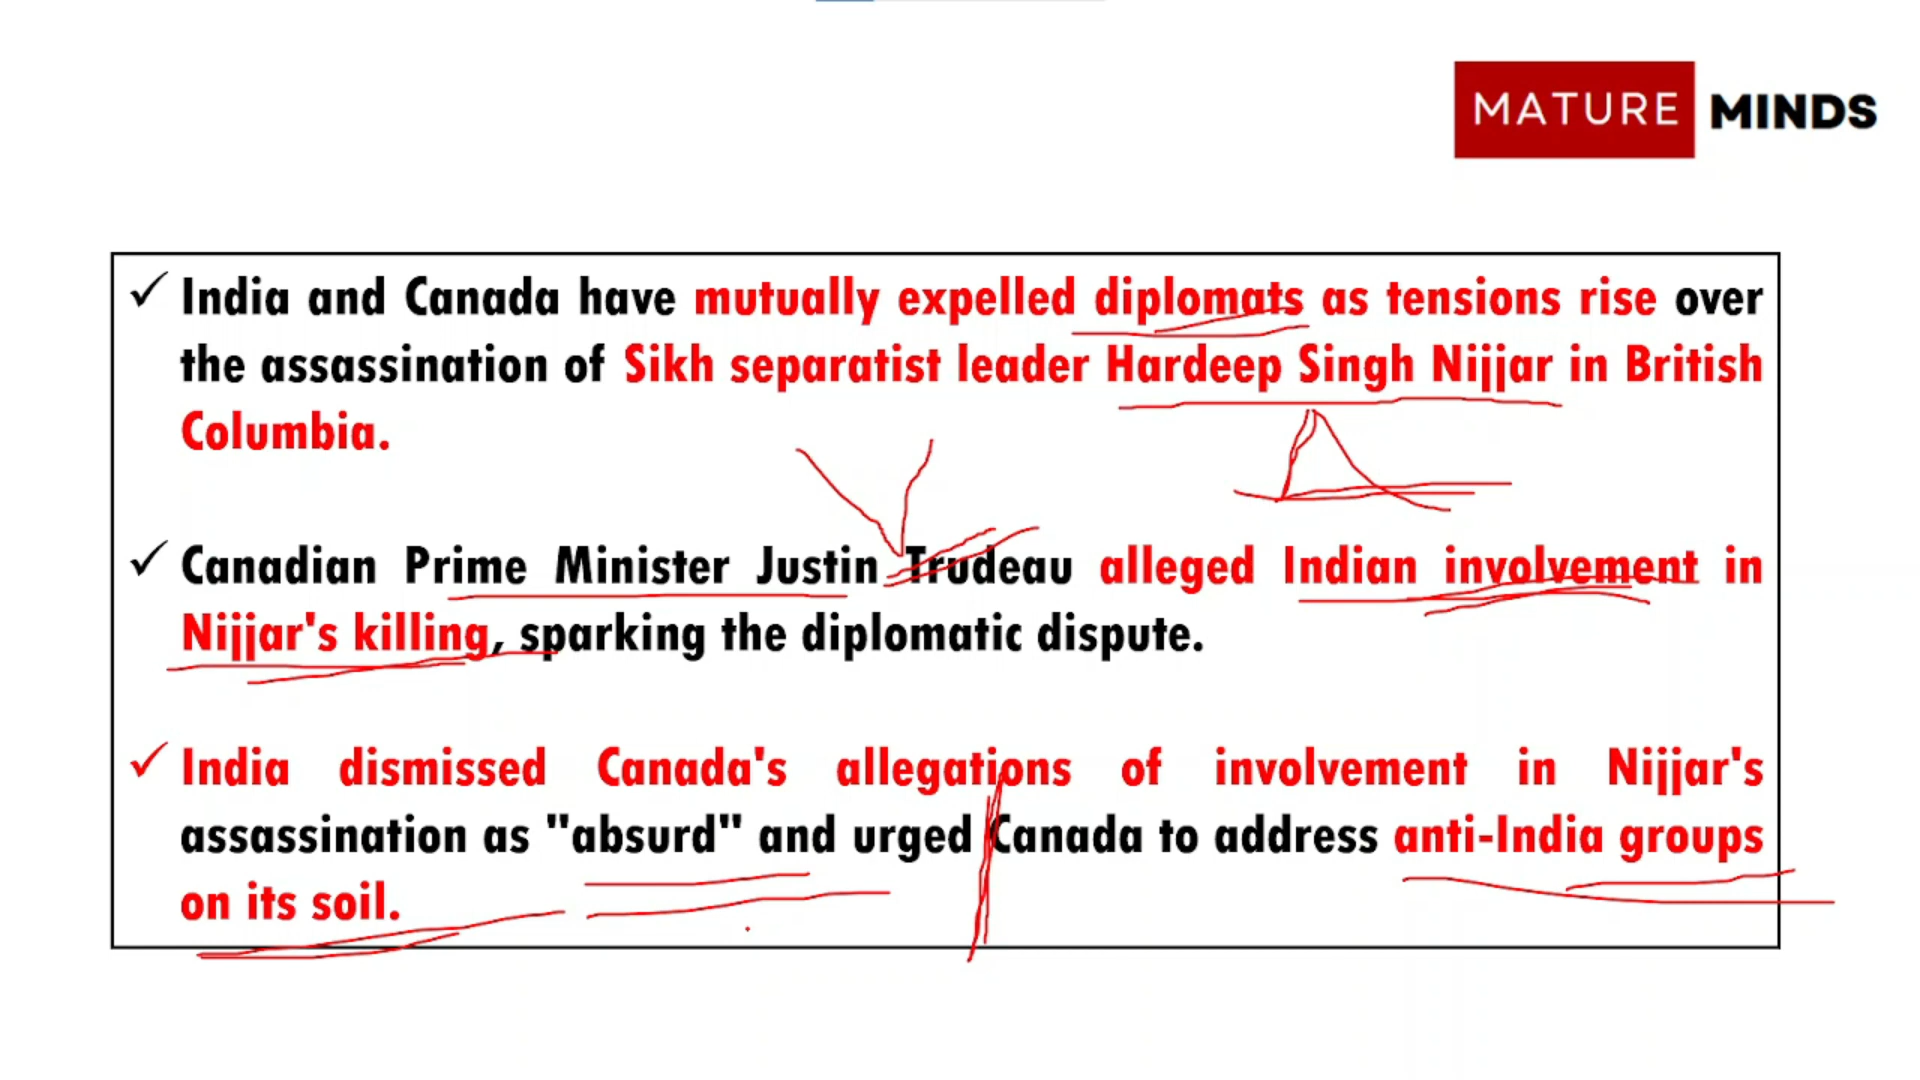 MATURE MINDS
India and Canada have mutually expelled diplomats as tensions rise over
the assassination of Sikh separatist leader Hardeep Singh Nijjar in British
Columbia.
Canadian Prime Minister Justin Trudeau alleged Indian involvement in
Nijjar's killing, sparking the diplomatic dispute.
India dismissed Canada's allegations of involvement in Nijjar's
assassination as "absurd" and urged Canada to address anti-India groups
on its soil.